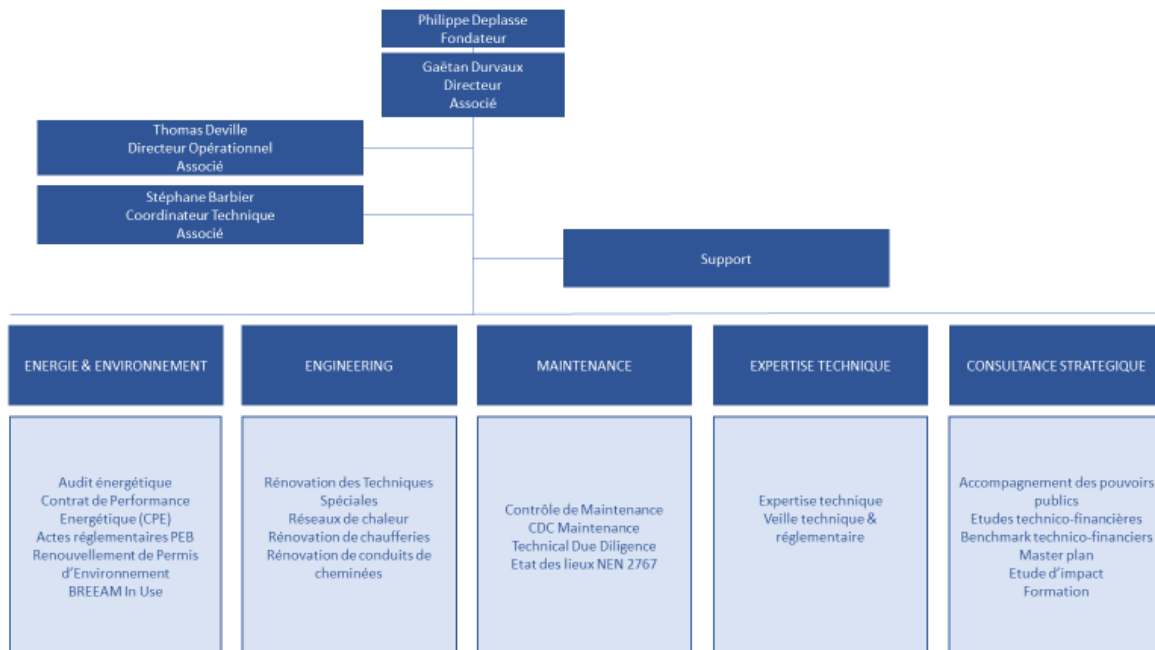 Philippe Deplasse
Fondateur
Gaëtan Durvaux
Directeur
Associé
Thomas Deville
Directeur Opérationnel
Associé
Stéphane Barbier
Coordinateur Technique
Associé
Support
ENERGIE & ENVIRONNEMENT
ENGINEERING
MAINTENANCE
EXPERTISE TECHNIQUE
CONSULTANCE STRATEGIQUE
Audit énergétique
Contrat de Performance
Energétique (CPE)
Actes réglementaires PEB
Renouvellement de Permis
d'Environnement
BREEAM In Use
Rénovation des Techniques
Spéciales
Réseaux de chaleur
Rénovation de chaufferies
Rénovation de conduits de
cheminées
Contrôle de Maintenance
CDC Maintenance
Technical Due Diligence
Etat des lieux NEN 2767
Expertise technique
Veille technique &
réglementaire
Accompagnement des pouvoirs
publics
Etudes technico-financières
Benchmark technico-financiers
Master plan
Etude d'impact
Formation